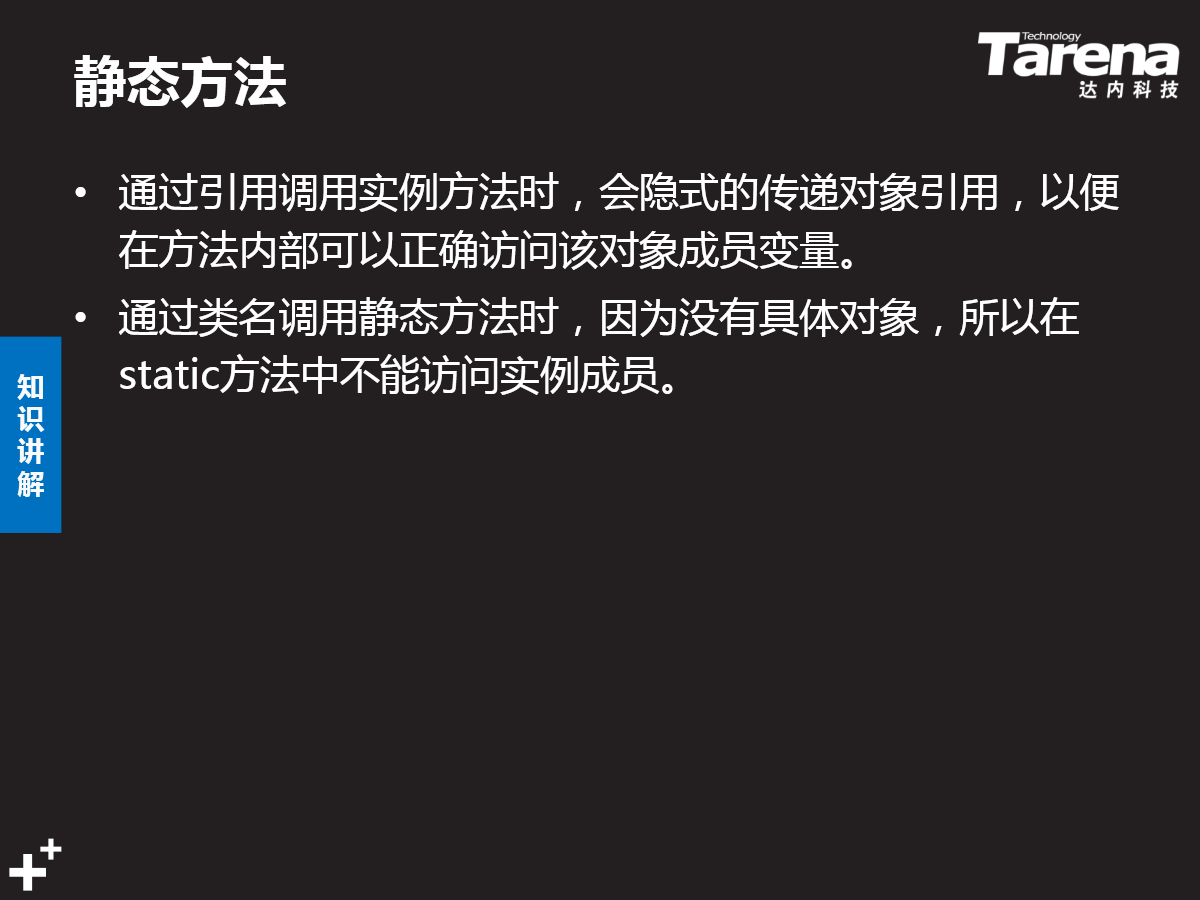 静态方法
Technology
Tarena
达内科技
• 通过引用调用实例方法时，会隐式的传递对象引用，以便
在方法内部可以正确访问该对象成员变量。
• 通过类名调用静态方法时，因为没有具体对象，所以在
static方法中不能访问实例成员。
知
识
讲
解